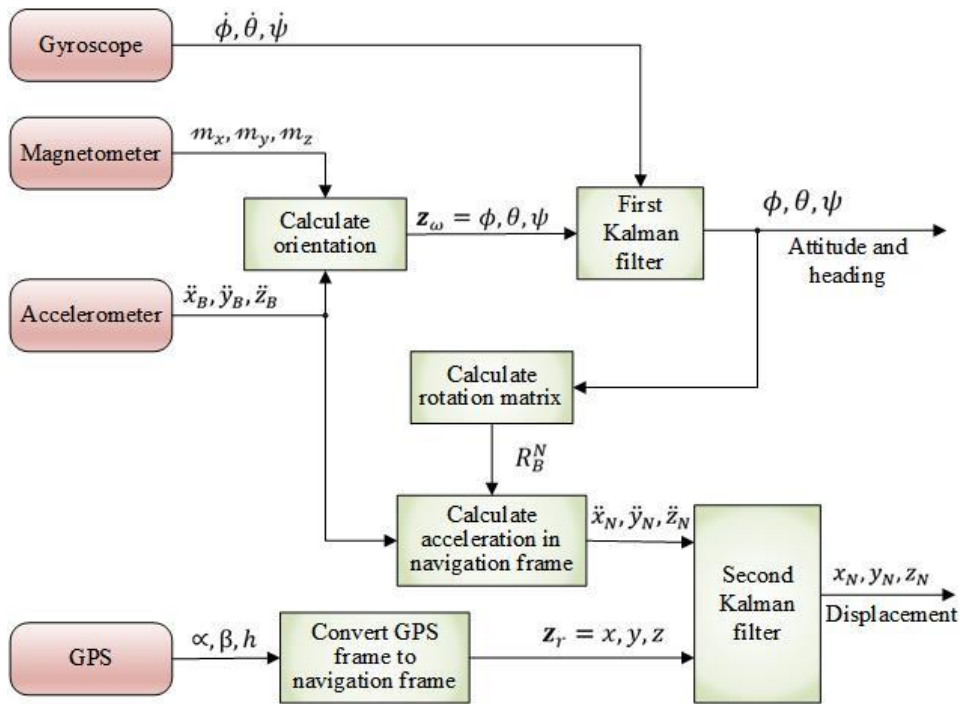 Gyroscope
ϕ̇, θ̇, ψ̇
Magnetometer
m_x, m_y, m_z
Calculate
orientation
𝒛_ω = ϕ, θ, ψ
First
Kalman
filter
ϕ, θ, ψ
Attitude and
heading
Accelerometer
ẍ_B, ÿ_B, z̈_B
Calculate
rotation matrix
R_B^N
Calculate
acceleration in
navigation frame
ẍ_N, ÿ_N, z̈_N
Second
Kalman
filter
x_N, y_N, z_N
Displacement
GPS
∝, β, h
Convert GPS
frame to
navigation frame
𝒛_r = x, y, z